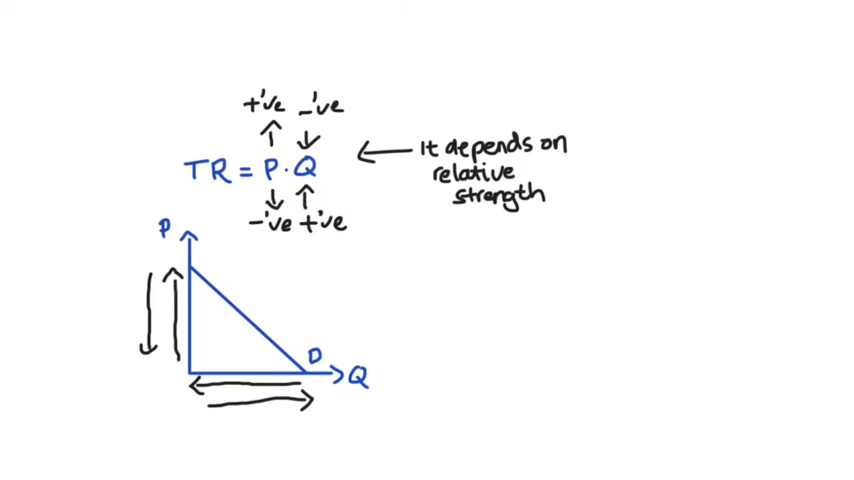 +'ve -'ve
TR = P · Q
-'ve +'ve
It depends on
relative
strength
P
D
Q